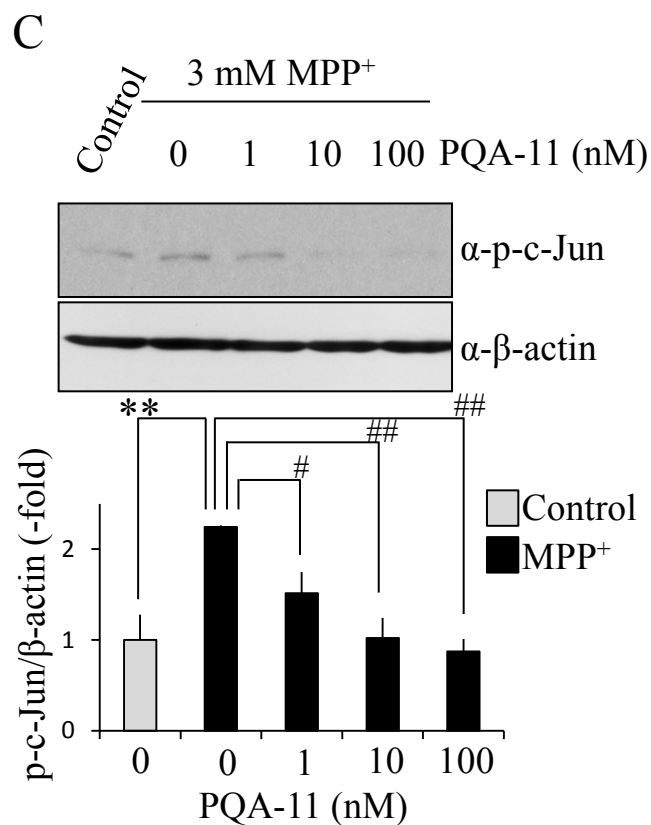 C
3 mM MPP⁺
Control
0 1 10 100 PQA-11 (nM)
α-p-c-Jun
α-β-actin
** ##
##
#
Control
MPP⁺
p-c-Jun/β-actin (-fold)
2
1
0
0 0 1 10 100
PQA-11 (nM)